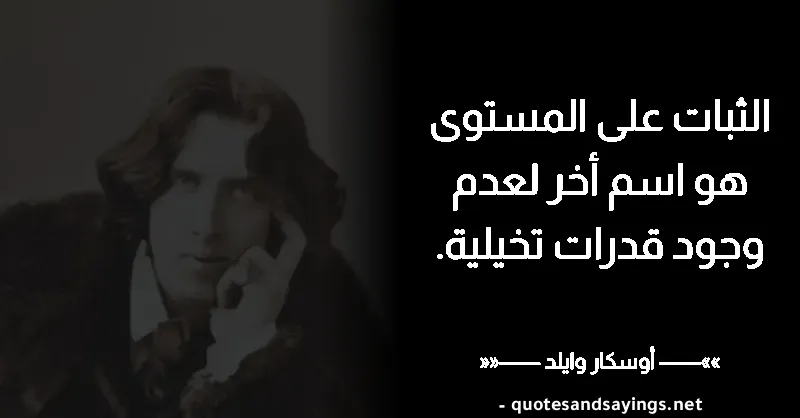 الثبات على المستوى
هو اسم أخر لعدم
وجود قدرات تخيلية.
»»—— أوسكار وايلد ——««
- quotesandsayings.net